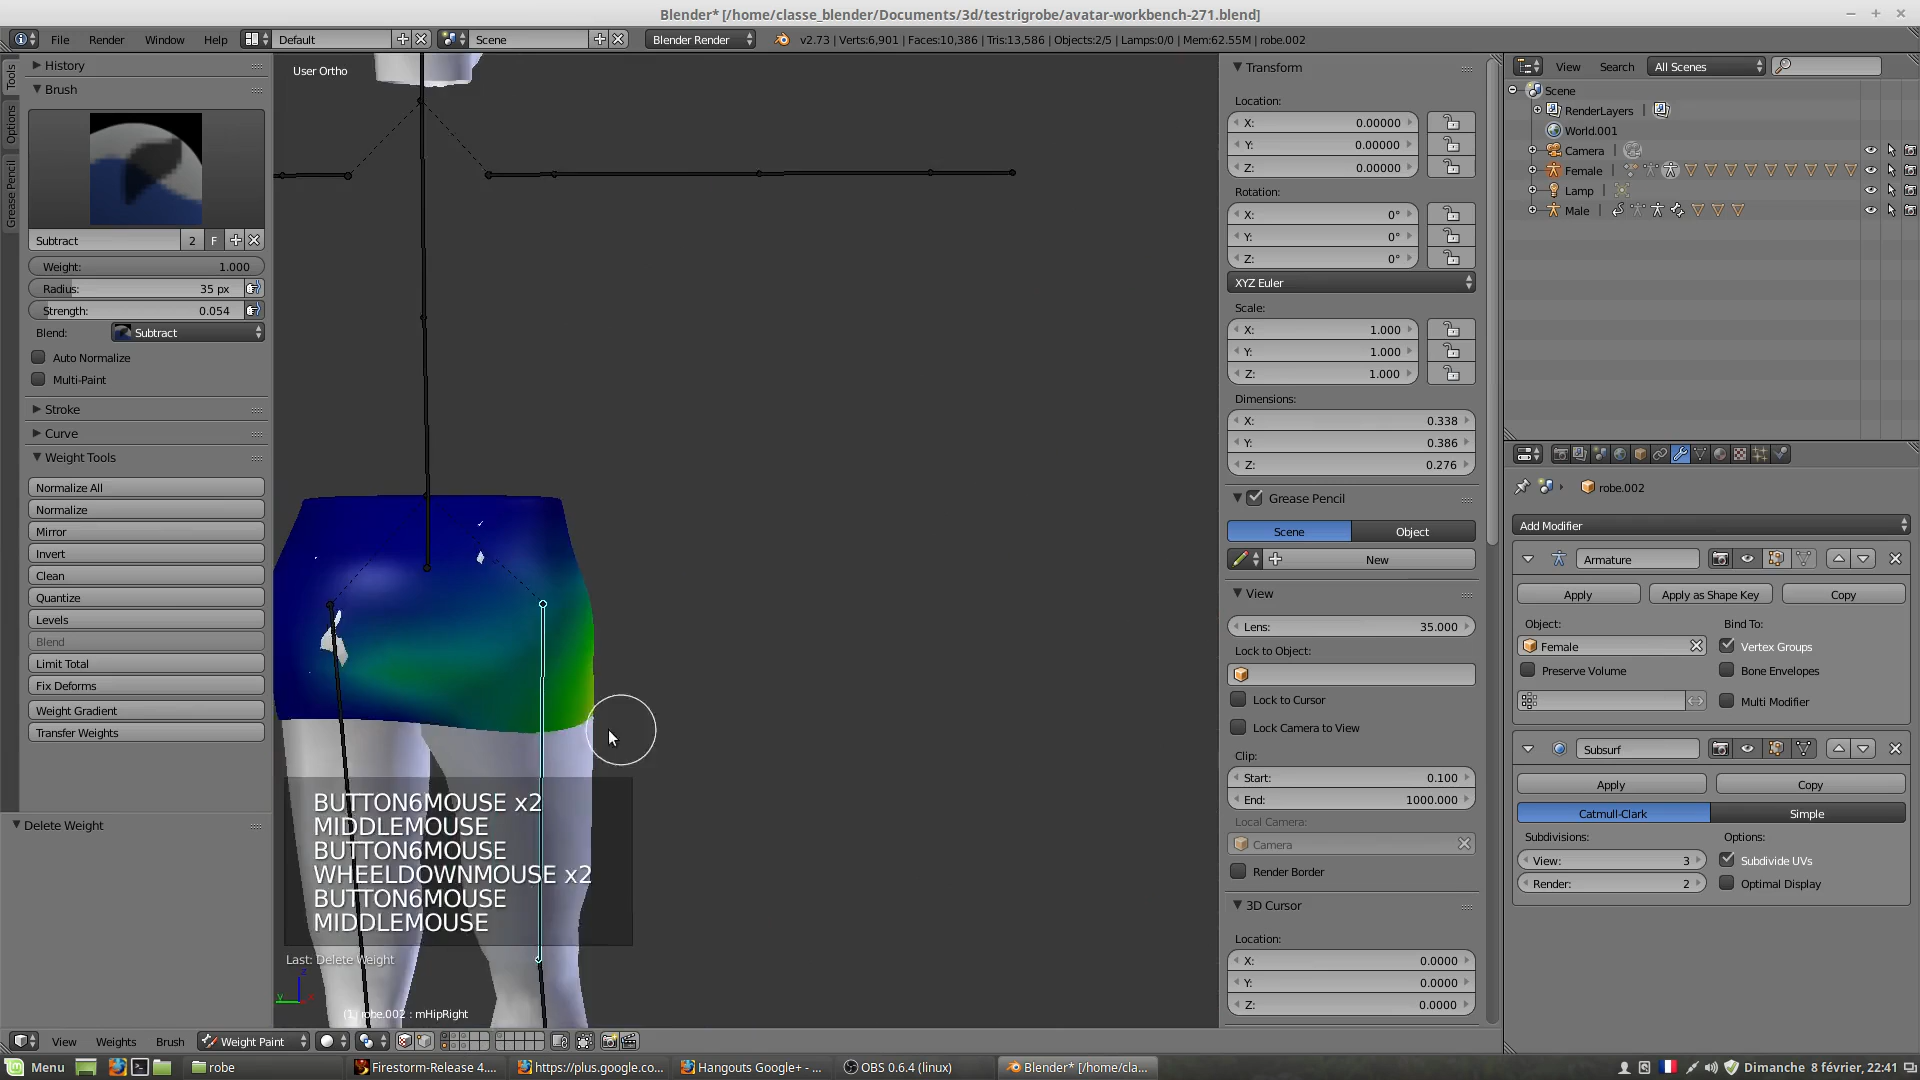 Blender* [/home/classe_blender/Documents/3d/testrigrobe/avatar-workbench-271.blend]
File Render Window Help Default Scene Blender Render v2.73 | Verts:6,901 | Faces:10,386 | Tris:13,586 | Objects:2/5 | Lamps:0/0 | Mem:62.55M | robe.002
Tools
Options
Grease Pencil
History
Brush
Subtract 2 F
Weight: 1.000
Radius: 35 px
Strength: 0.054
Blend: Subtract
Auto Normalize
Multi-Paint
Stroke
Curve
Weight Tools
Normalize All
Normalize
Mirror
Invert
Clean
Quantize
Levels
Blend
Limit Total
Fix Deforms
Weight Gradient
Transfer Weights
Delete Weight
User Ortho
BUTTON6MOUSE x2
MIDDLEMOUSE
BUTTON6MOUSE
WHEELDOWNMOUSE x2
BUTTON6MOUSE
MIDDLEMOUSE
Last: Delete Weight
z
y x
(1) robe.002 : mHipRight
View Weights Brush Weight Paint
Transform
Location:
X: 0.00000
Y: 0.00000
Z: 0.00000
Rotation:
X: 0°
Y: 0°
Z: 0°
XYZ Euler
Scale:
X: 1.000
Y: 1.000
Z: 1.000
Dimensions:
X: 0.338
Y: 0.386
Z: 0.276
Grease Pencil
Scene Object
New
View
Lens: 35.000
Lock to Object:
Lock to Cursor
Lock Camera to View
Clip:
Start: 0.100
End: 1000.000
Local Camera:
Camera
Render Border
3D Cursor
Location:
X: 0.0000
Y: 0.0000
Z: 0.0000
View Search All Scenes
Scene
RenderLayers |
World.001
Camera |
Female |
Lamp |
Male |
robe.002
Add Modifier
Armature
Apply Apply as Shape Key Copy
Object: Bind To:
Female Vertex Groups
Preserve Volume Bone Envelopes
Multi Modifier
Subsurf
Apply Copy
Catmull-Clark Simple
Subdivisions: Options:
View: 3 Subdivide UVs
Render: 2 Optimal Display
Menu robe Firestorm-Release 4.... https://plus.google.co... Hangouts Google+ - ... OBS 0.6.4 (linux) Blender* [/home/cla... Dimanche 8 février, 22:41